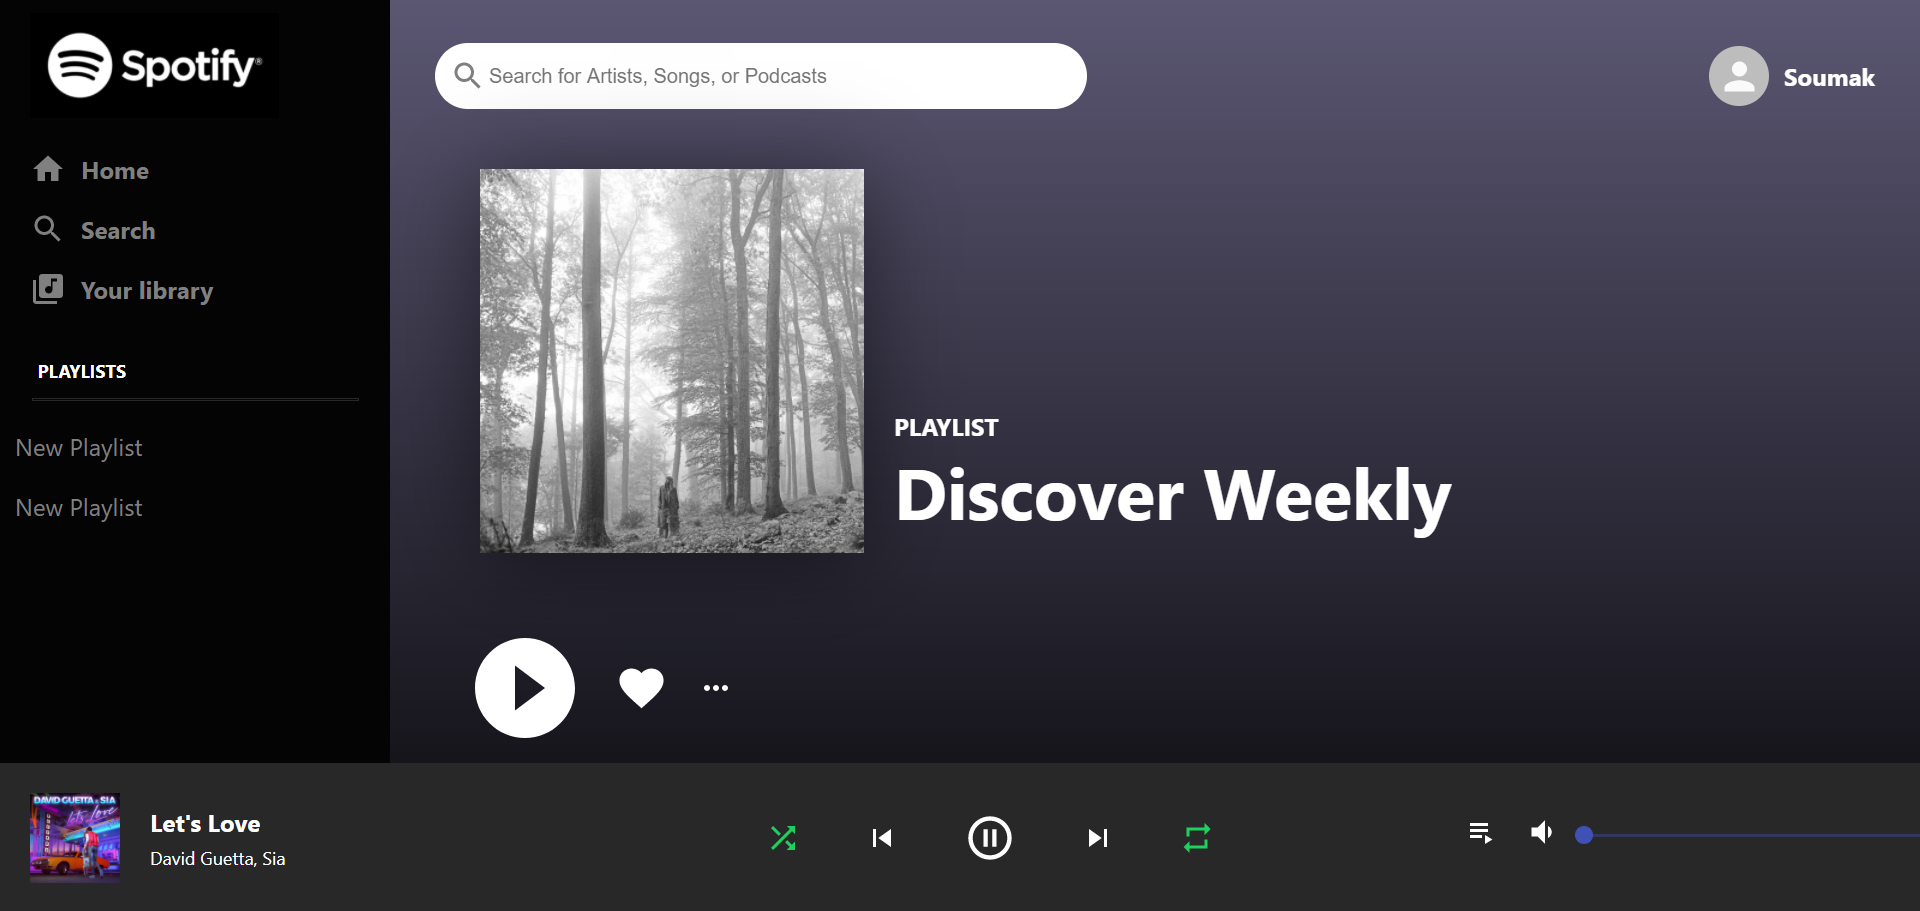 Spotify®
Home
Search
Your library
PLAYLISTS
New Playlist
New Playlist
Search for Artists, Songs, or Podcasts
Soumak
PLAYLIST
Discover Weekly
DAVID GUETTA & SIA
let's Love
Let's Love
David Guetta, Sia